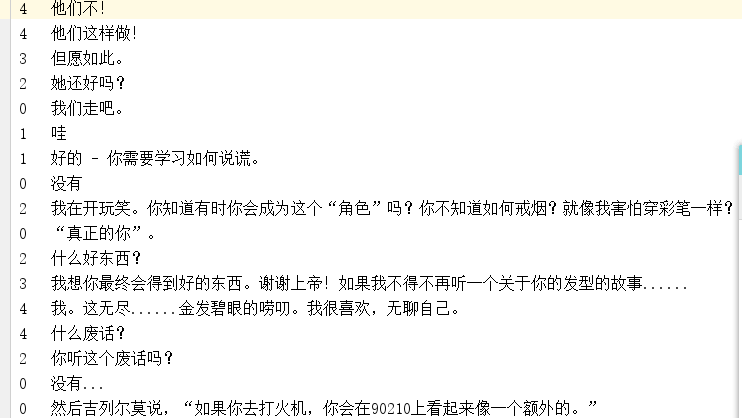 4 他们不!
4 他们这样做!
3 但愿如此。
2 她还好吗?
0 我们走吧。
1 哇
1 好的 - 你需要学习如何说谎。
0 没有
2 我在开玩笑。你知道有时你会成为这个“角色”吗? 你不知道如何戒烟? 就像我害怕穿彩笔一样?
0 “真正的你”。
2 什么好东西?
3 我想你最终会得到好的东西。谢谢上帝! 如果我不得不再听一个关于你的发型的故事......
4 我。这无尽......金发碧眼的唠叨。我很喜欢, 无聊自己。
4 什么废话?
2 你听这个废话吗?
0 没有...
0 然后吉列尔莫说, “如果你去打火机, 你会在90210上看起来像一个额外的。”